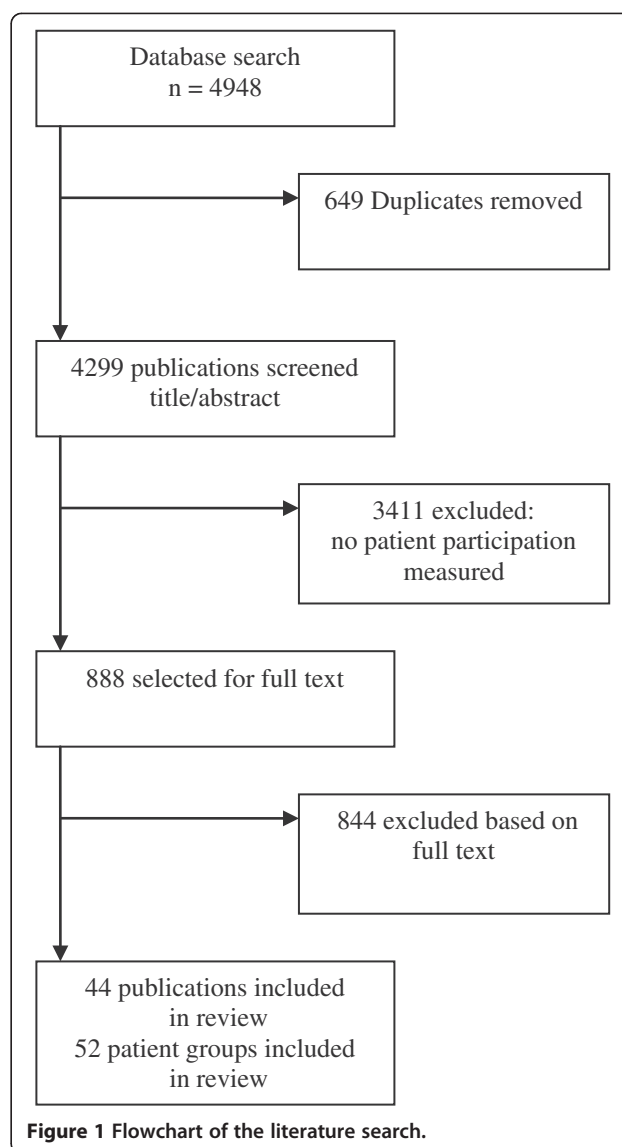 Database search
n = 4948
649 Duplicates removed
4299 publications screened
title/abstract
3411 excluded:
no patient participation
measured
888 selected for full text
844 excluded based on
full text
44 publications included
in review
52 patient groups included
in review
Figure 1 Flowchart of the literature search.